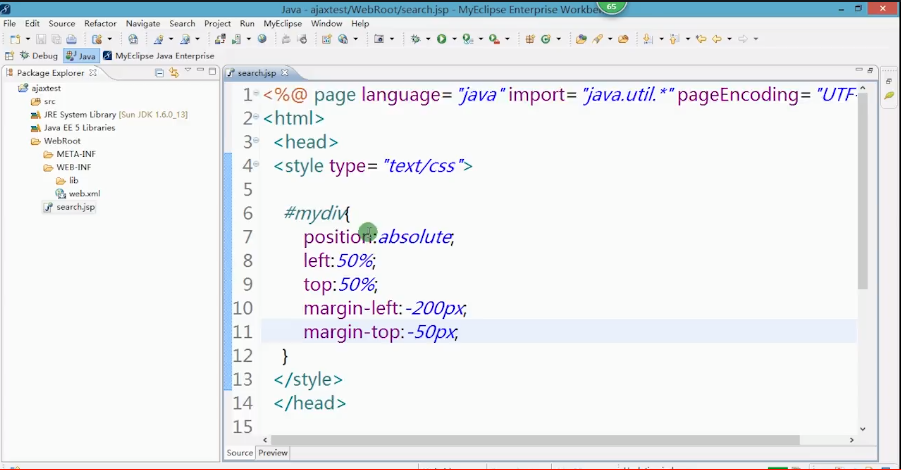 65
Java - ajaxtest/WebRoot/search.jsp - MyEclipse Enterprise Workbe
File Edit Source Refactor Navigate Search Project Run MyEclipse Window Help
Debug Java MyEclipse Java Enterprise
Package Explorer
ajaxtest
src
JRE System Library [Sun JDK 1.6.0_13]
Java EE 5 Libraries
WebRoot
META-INF
WEB-INF
lib
web.xml
search.jsp
search.jsp
1 <%@ page language="java" import="java.util.*" pageEncoding="UTF-
2 <html>
3 <head>
4 <style type="text/css">
5
6 #mydiv{
7 position:absolute;
8 left:50%;
9 top:50%;
10 margin-left:-200px;
11 margin-top:-50px;
12 }
13 </style>
14 </head>
15
Source Preview